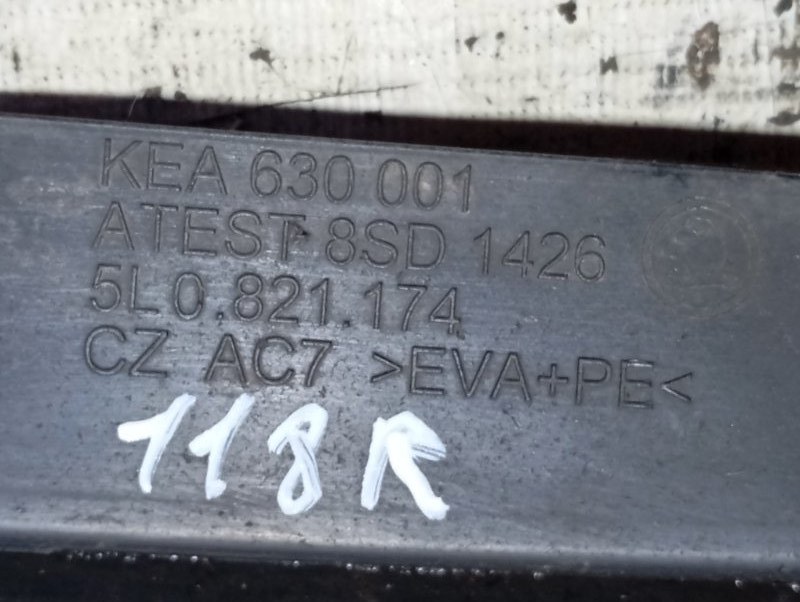 KEA 630 001
ATEST 8SD 1426
5L0.821.174
CZ AC7 >EVA+PE<
118R